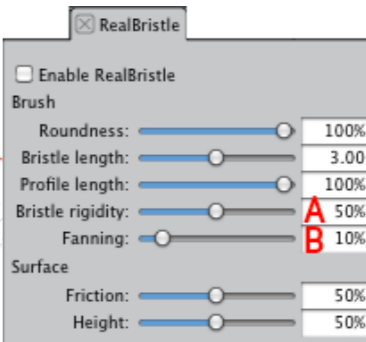 RealBristle
Enable RealBristle
Brush
Roundness: 100%
Bristle length: 3.00
Profile length: 100%
Bristle rigidity: A 50%
Fanning: B 10%
Surface
Friction: 50%
Height: 50%